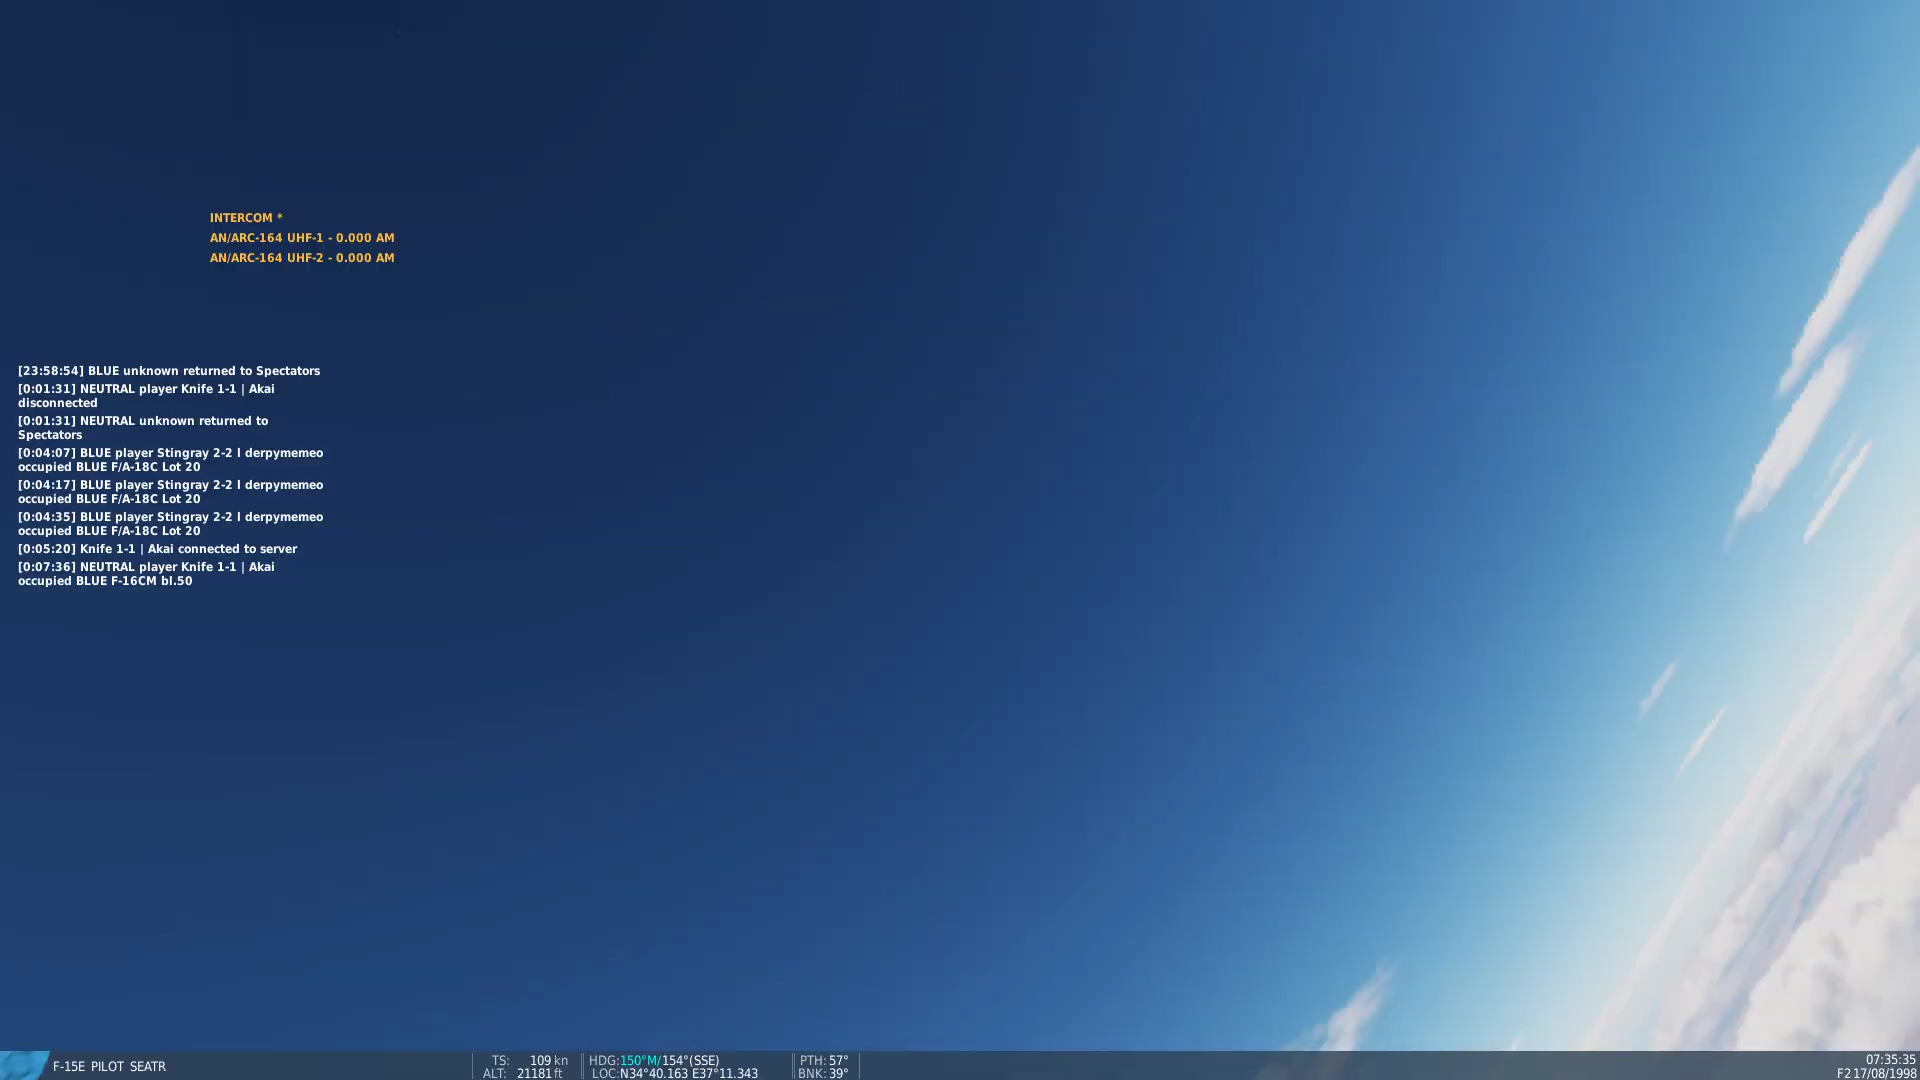 INTERCOM *
AN/ARC-164 UHF-1 - 0.000 AM
AN/ARC-164 UHF-2 - 0.000 AM
[23:58:54] BLUE unknown returned to Spectators
[0:01:31] NEUTRAL player Knife 1-1 | Akai
disconnected
[0:01:31] NEUTRAL unknown returned to
Spectators
[0:04:07] BLUE player Stingray 2-2 l derpymemeo
occupied BLUE F/A-18C Lot 20
[0:04:17] BLUE player Stingray 2-2 l derpymemeo
occupied BLUE F/A-18C Lot 20
[0:04:35] BLUE player Stingray 2-2 l derpymemeo
occupied BLUE F/A-18C Lot 20
[0:05:20] Knife 1-1 | Akai connected to server
[0:07:36] NEUTRAL player Knife 1-1 | Akai
occupied BLUE F-16CM bl.50
F-15E PILOT SEATR
TS: 109 kn HDG:150°M/154°(SSE) PTH: 57° 07:35:35
ALT: 21181 ft LOC:N34°40.163 E37°11.343 BNK: 39° F2 17/08/1998